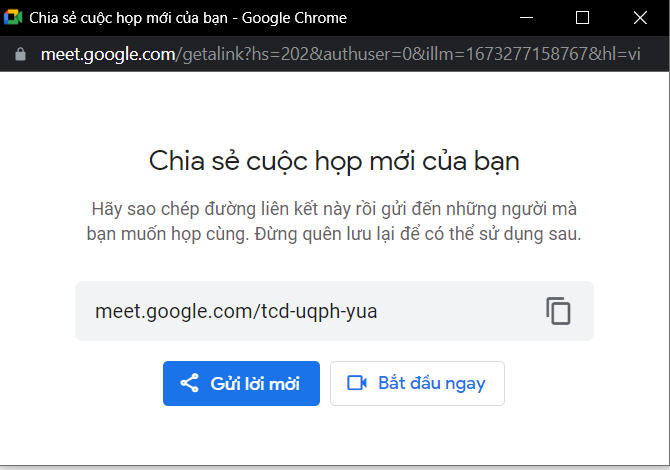 Chia sẻ cuộc họp mới của bạn - Google Chrome
meet.google.com/getalink?hs=202&authuser=0&illm=1673277158767&hl=vi
Chia sẻ cuộc họp mới của bạn
Hãy sao chép đường liên kết này rồi gửi đến những người mà
bạn muốn họp cùng. Đừng quên lưu lại để có thể sử dụng sau.
meet.google.com/tcd-uqph-yua
Gửi lời mời
Bắt đầu ngay